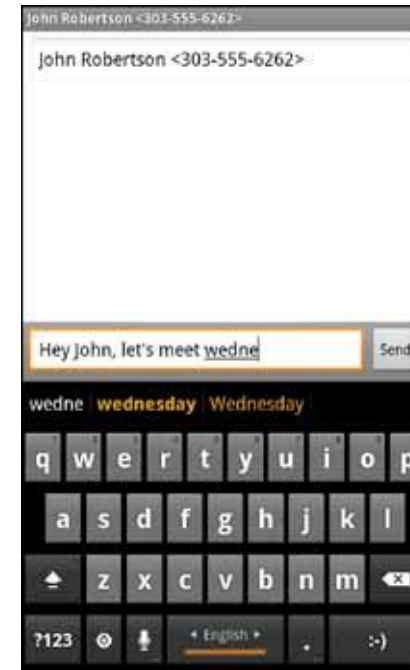 John Robertson <303-555-6262>
John Robertson <303-555-6262>
Hey John, let's meet wedne
Send
wedne wednesday Wednesday
q w e r t y u i o p
a s d f g h j k l
z x c v b n m
?123 English . :-)